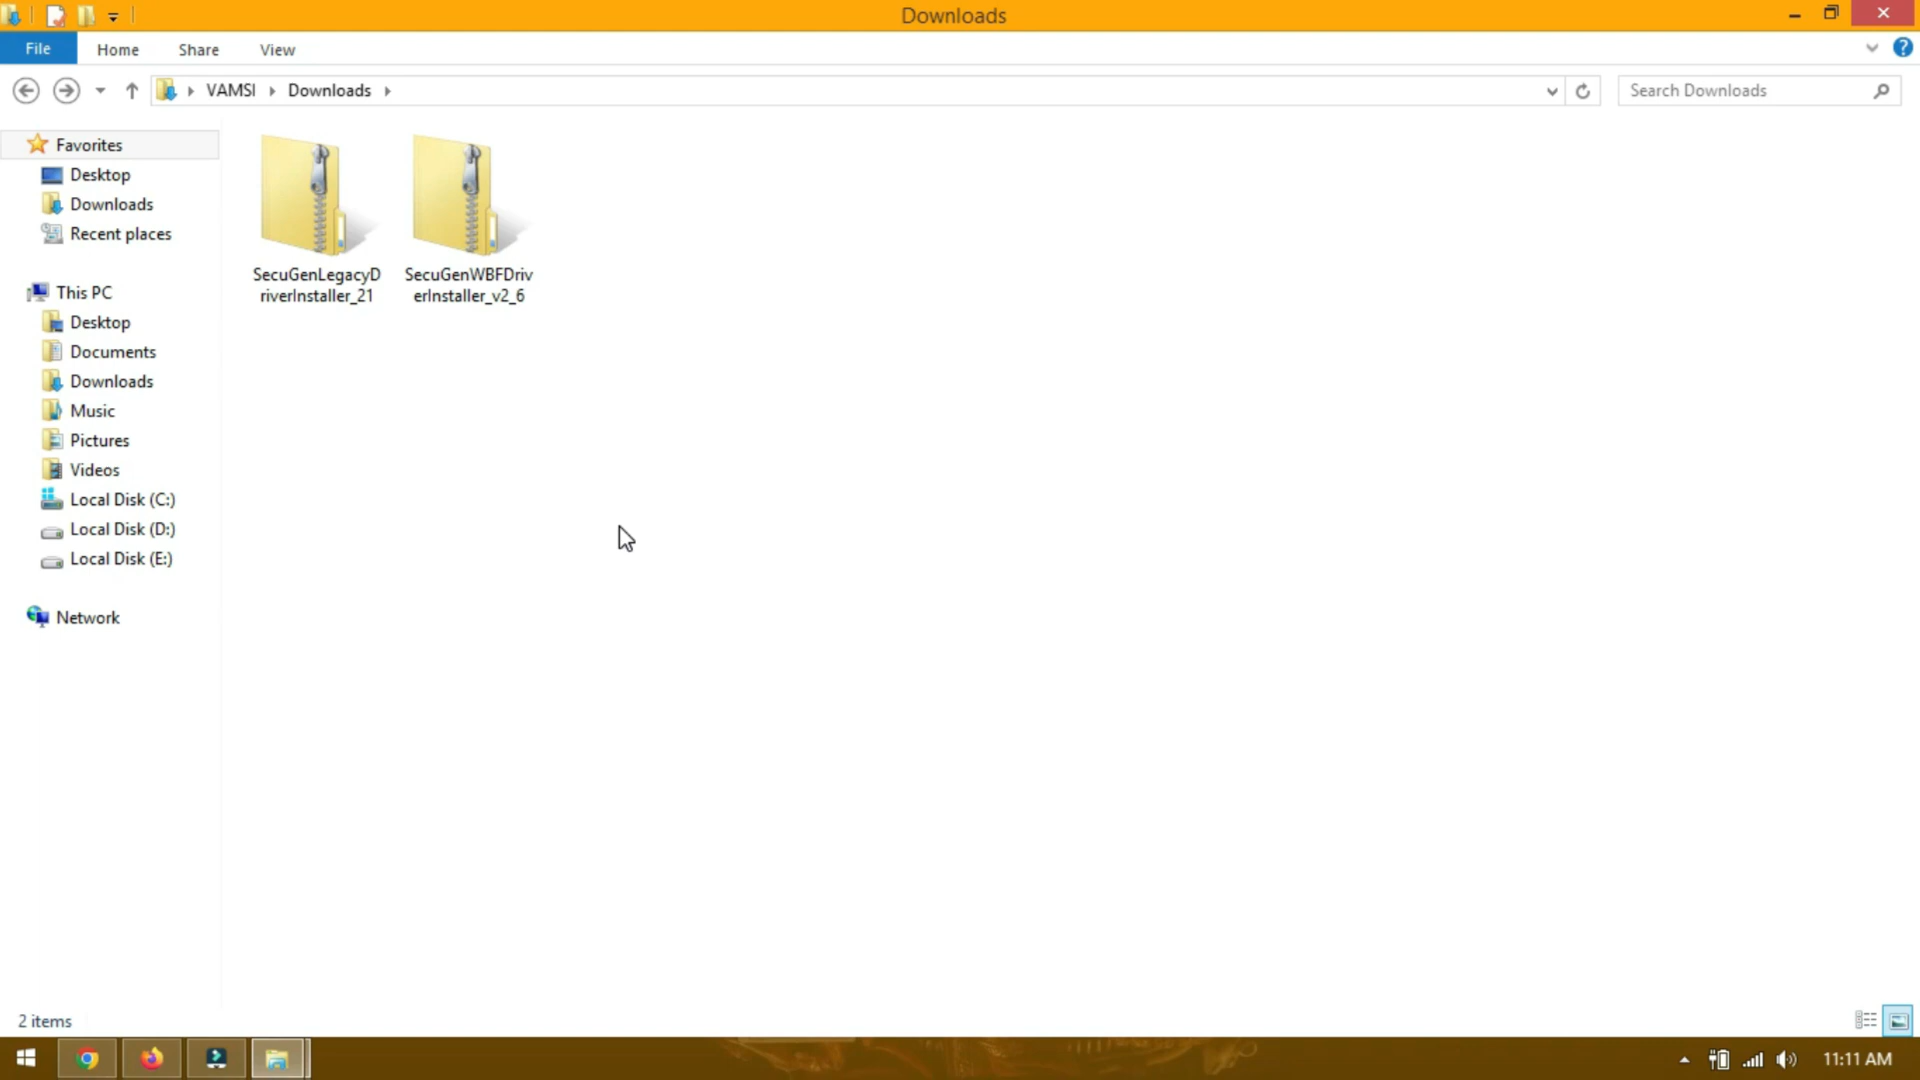 Downloads
File Home Share View
VAMSI Downloads
Search Downloads
Favorites
Desktop
Downloads
Recent places
This PC
Desktop
Documents
Downloads
Music
Pictures
Videos
Local Disk (C:)
Local Disk (D:)
Local Disk (E:)
Network
SecuGenLegacyD
riverInstaller_21
SecuGenWBFDriv
erInstaller_v2_6
2 items
11:11 AM